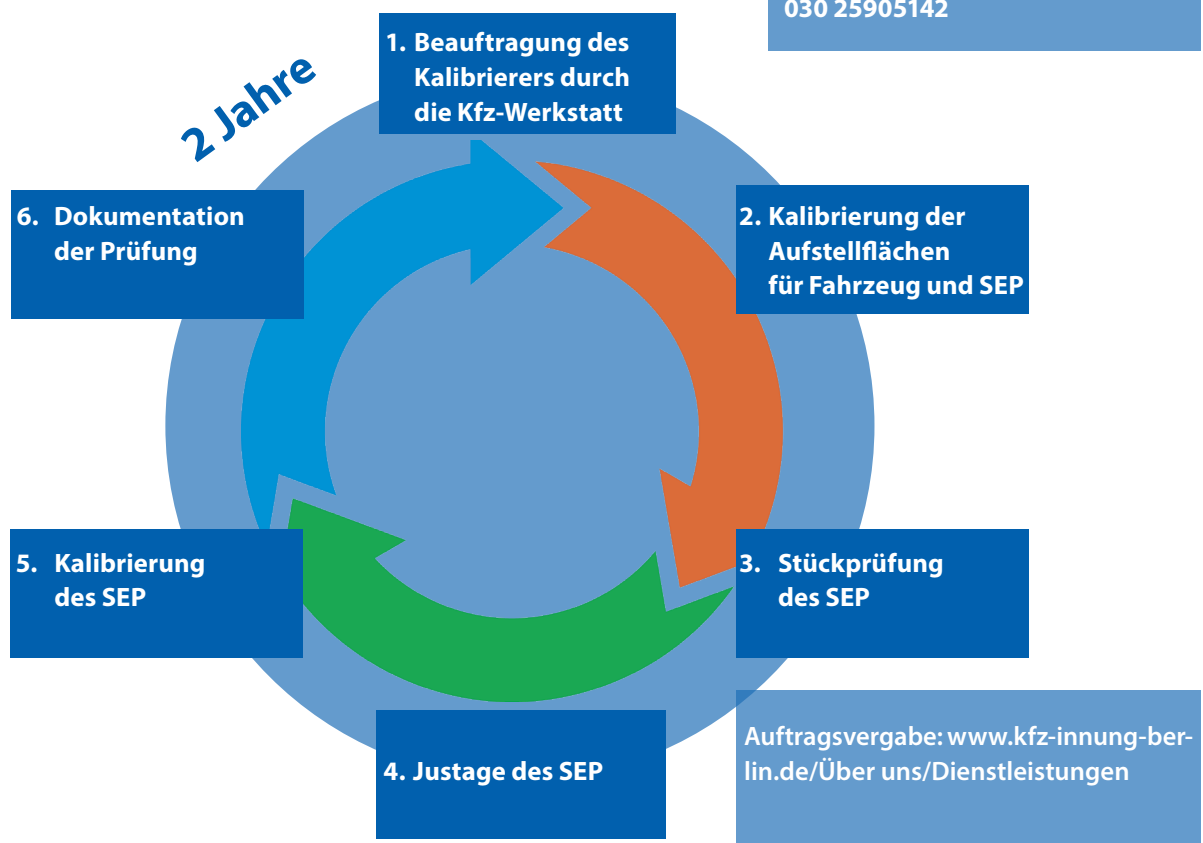 030 25905142
2 Jahre
1. Beauftragung des
Kalibrierers durch
die Kfz-Werkstatt
2. Kalibrierung der
Aufstellflächen
für Fahrzeug und SEP
3. Stückprüfung
des SEP
4. Justage des SEP
5. Kalibrierung
des SEP
6. Dokumentation
der Prüfung
Auftragsvergabe: www.kfz-innung-ber-
lin.de/Über uns/Dienstleistungen